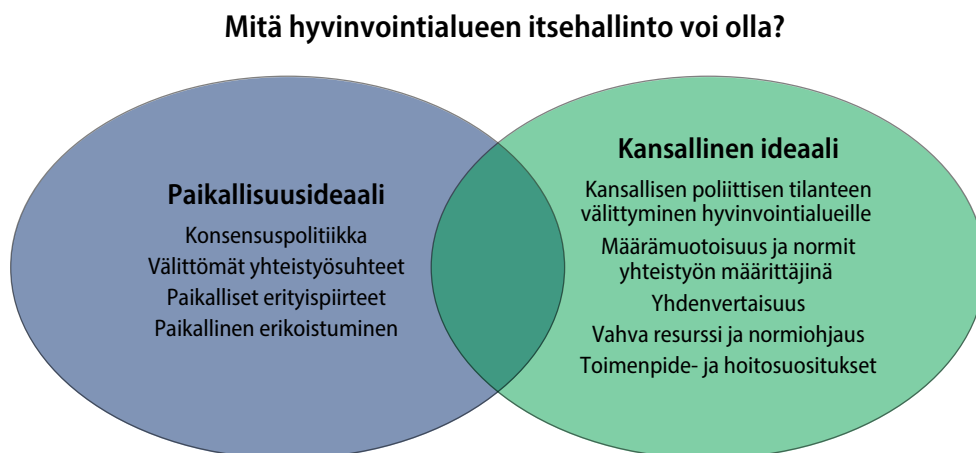 Mitä hyvinvointialueen itsehallinto voi olla?
Paikallisuusideaali
Konsensuspolitiikka
Välittömät yhteistyösuhteet
Paikalliset erityispiirteet
Paikallinen erikoistuminen
Kansallinen ideaali
Kansallisen poliittisen tilanteen
välittyminen hyvinvointialueille
Määrämuotoisuus ja normit
yhteistyön määrittäjinä
Yhdenvertaisuus
Vahva resurssi ja normiohjaus
Toimenpide- ja hoitosuositukset